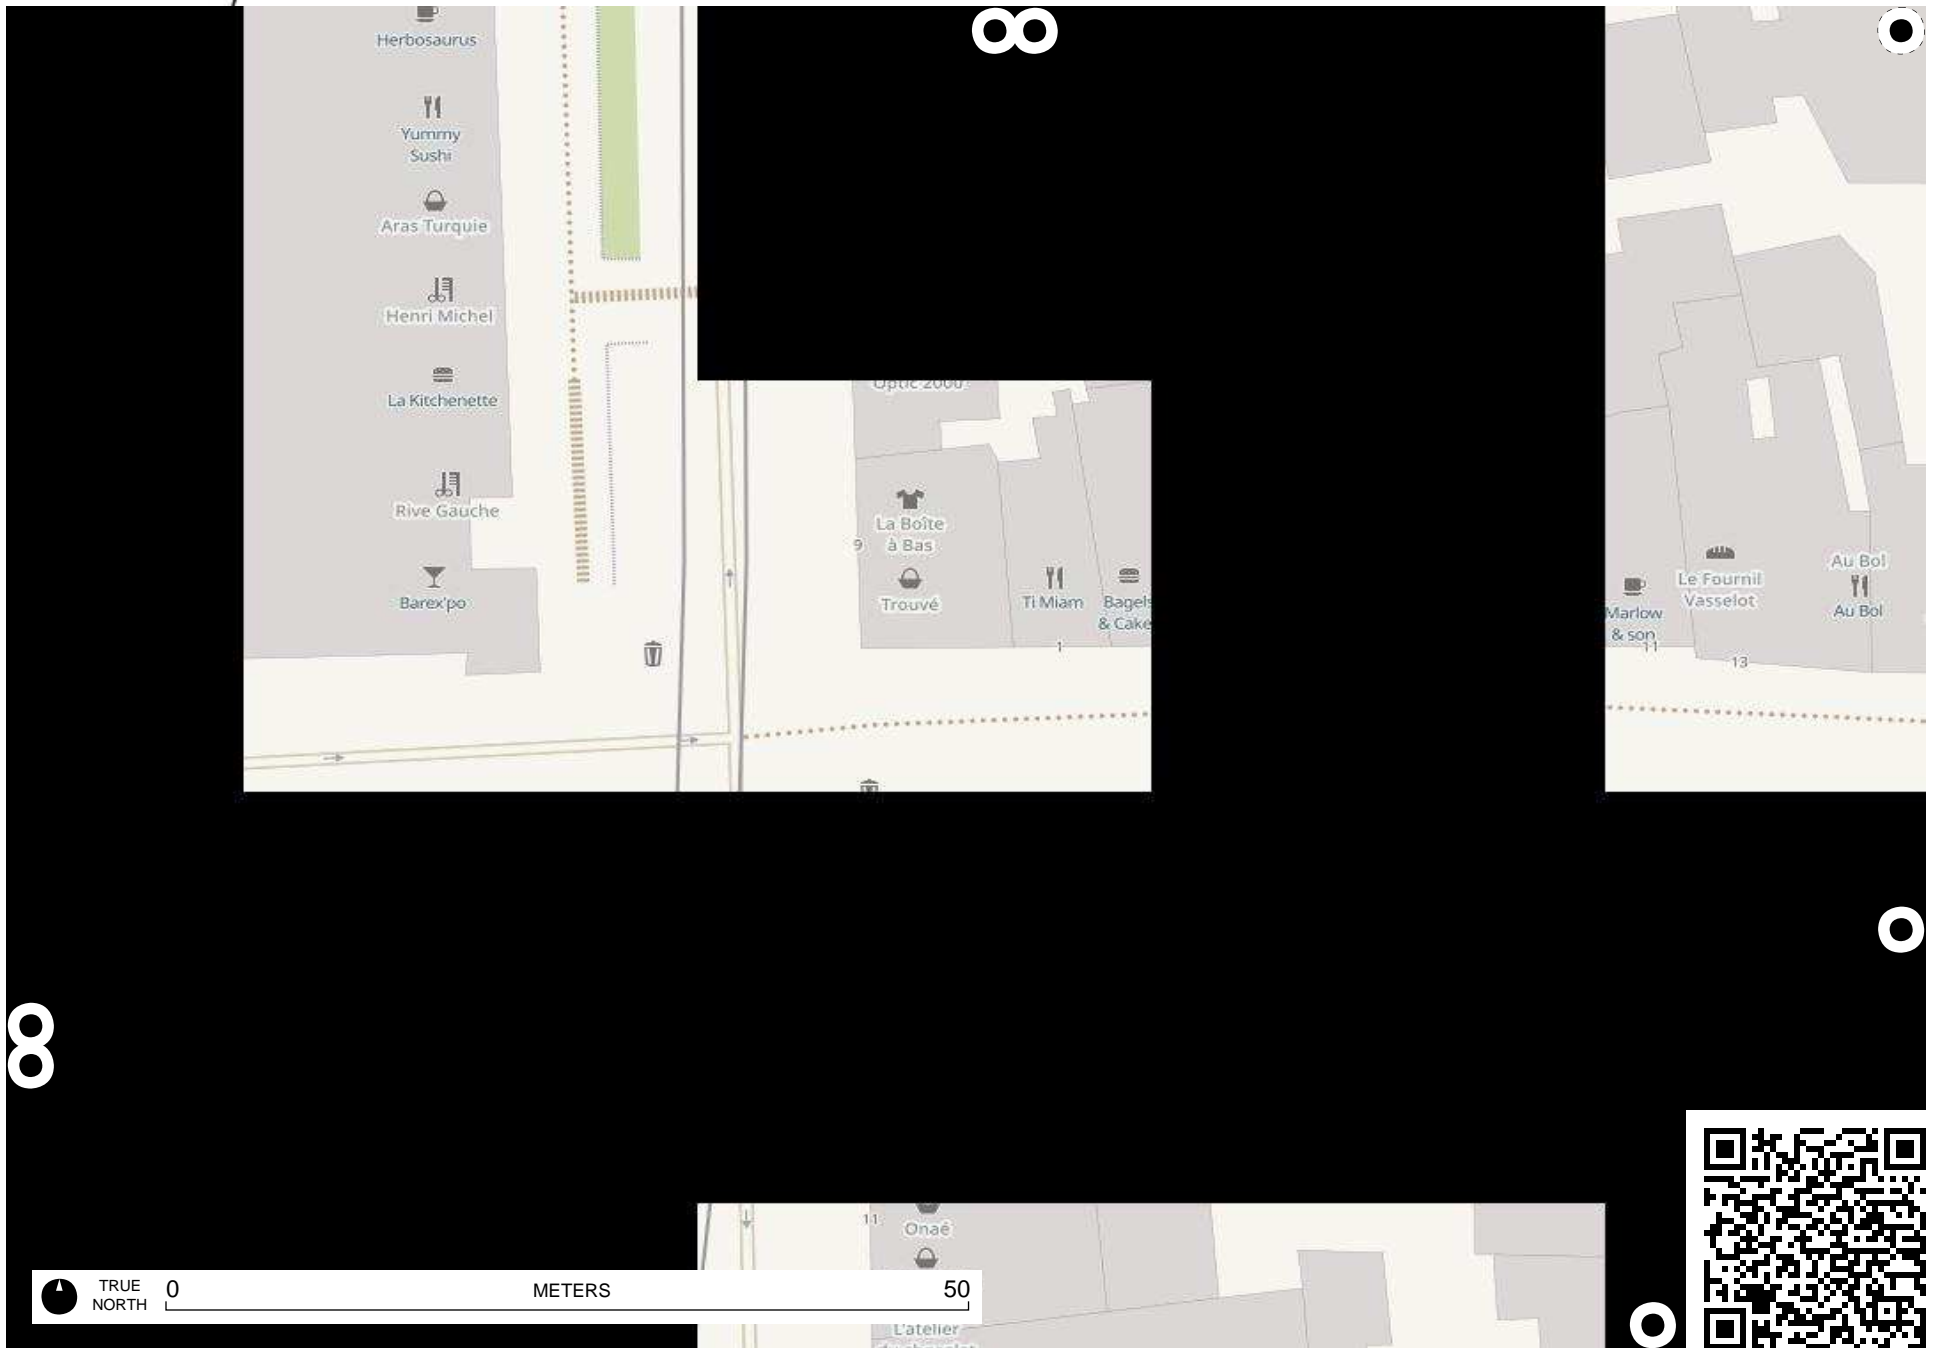 Herbosaurus
Yummy
Sushi
Aras Turquie
Henri Michel
La Kitchenette
Rive Gauche
Barex'po
Optic 2000
La Boîte
à Bas
9
Trouvé
Ti Miam
Bagels
& Cake
1
Le Fournil
Vasselot
Au Bol
Au Bol
Marlow
& son
11
13
11
Onaé
L'atelier
TRUE
NORTH
0
METERS
50